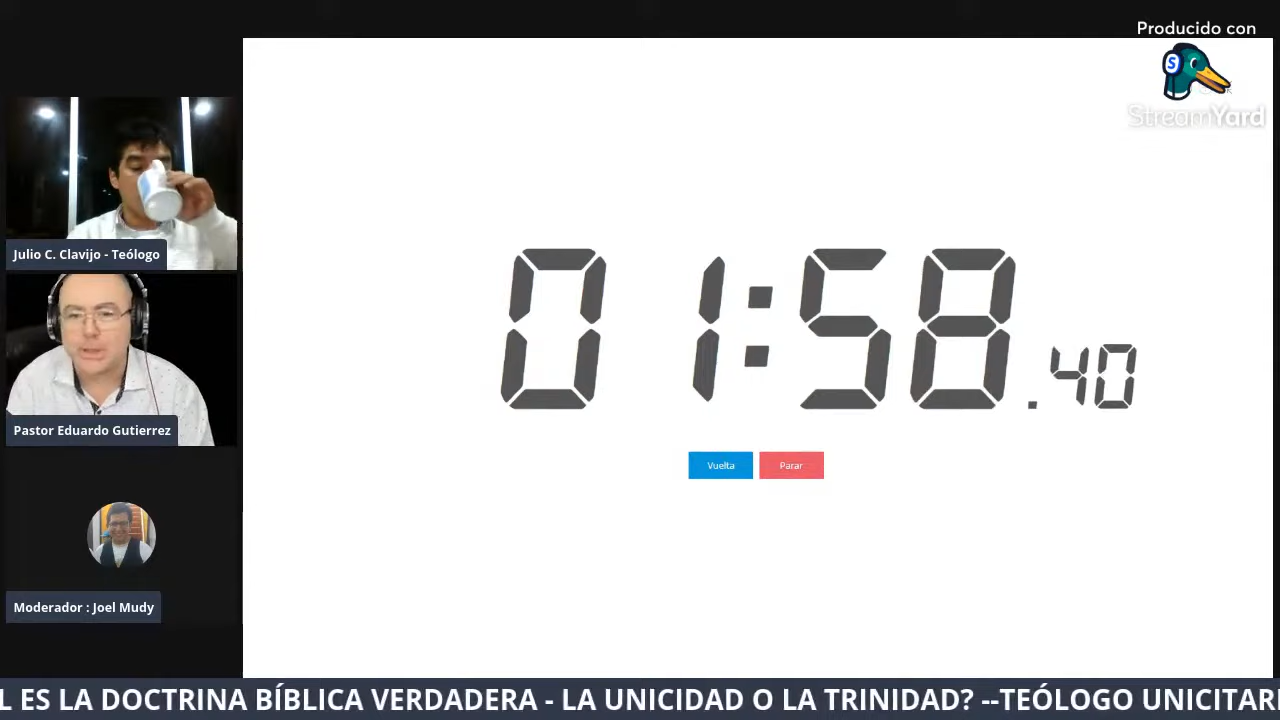 Producido con
StreamYard
Julio C. Clavijo - Teólogo
Pastor Eduardo Gutierrez
Moderador : Joel Mudy
01:58.40
Vuelta
Parar
L ES LA DOCTRINA BÍBLICA VERDADERA - LA UNICIDAD O LA TRINIDAD? --TEÓLOGO UNICITAR